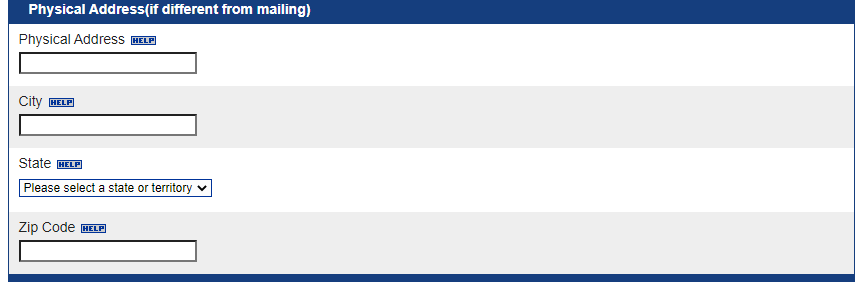 Physical Address(if different from mailing)
Physical Address HELP
City HELP
State HELP
Please select a state or territory
Zip Code HELP